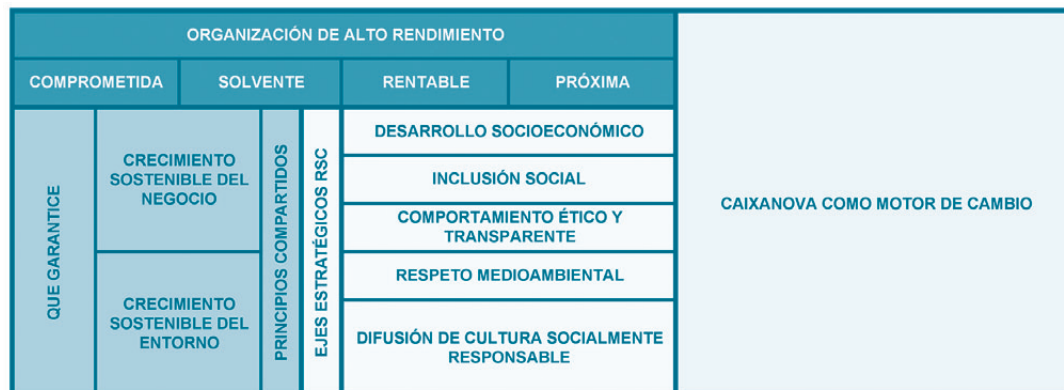 ORGANIZACIÓN DE ALTO RENDIMIENTO
COMPROMETIDA
SOLVENTE
RENTABLE
PRÓXIMA
QUE GARANTICE
CRECIMIENTO
SOSTENIBLE DEL
NEGOCIO
CRECIMIENTO
SOSTENIBLE DEL
ENTORNO
PRINCIPIOS COMPARTIDOS
EJES ESTRATÉGICOS RSC
DESARROLLO SOCIOECONÓMICO
INCLUSIÓN SOCIAL
COMPORTAMIENTO ÉTICO Y
TRANSPARENTE
RESPETO MEDIOAMBIENTAL
DIFUSIÓN DE CULTURA SOCIALMENTE
RESPONSABLE
CAIXANOVA COMO MOTOR DE CAMBIO